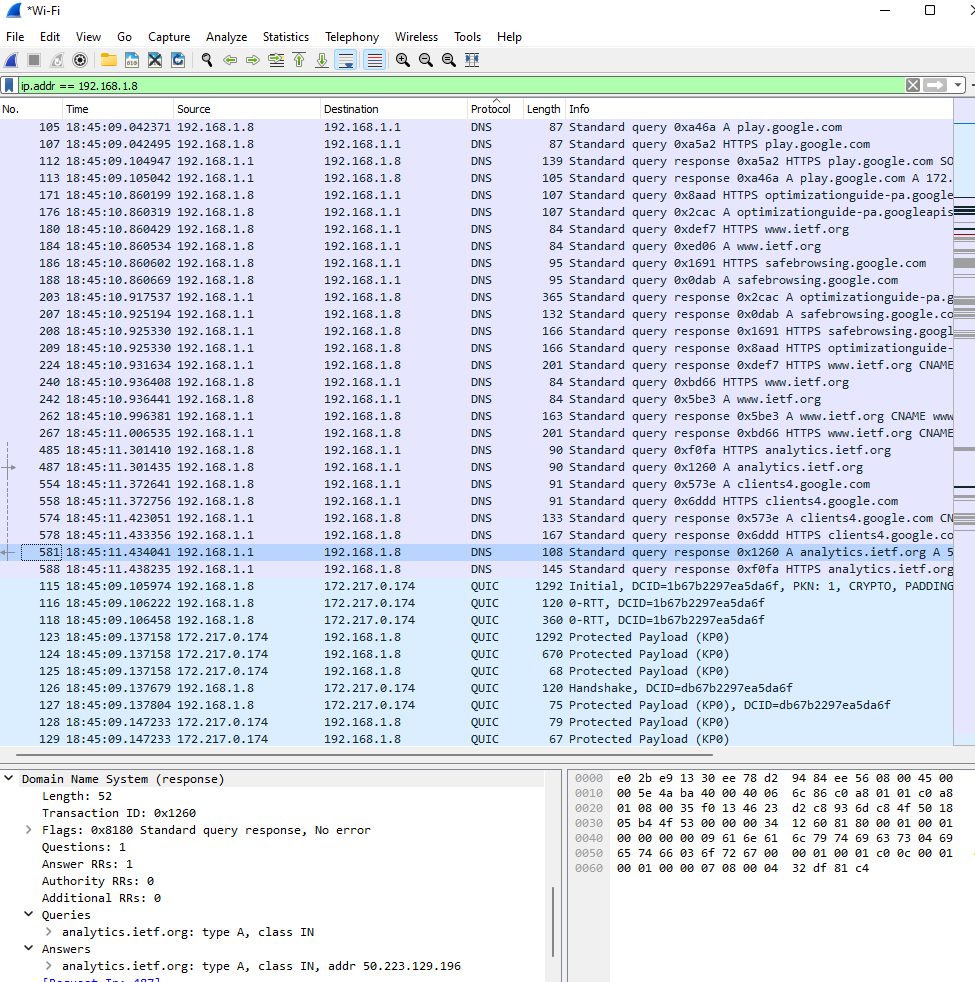 *Wi-Fi
File Edit View Go Capture Analyze Statistics Telephony Wireless Tools Help
ip.addr == 192.168.1.8
No. Time Source Destination Protocol Length Info
105 18:45:09.042371 192.168.1.8 192.168.1.1 DNS 87 Standard query 0xa46a A play.google.com
107 18:45:09.042495 192.168.1.8 192.168.1.1 DNS 87 Standard query 0xa5a2 HTTPS play.google.com
112 18:45:09.104947 192.168.1.1 192.168.1.8 DNS 139 Standard query response 0xa5a2 HTTPS play.google.com SO
113 18:45:09.105042 192.168.1.1 192.168.1.8 DNS 105 Standard query response 0xa46a A play.google.com A 172.
171 18:45:10.860199 192.168.1.8 192.168.1.1 DNS 107 Standard query 0x8aad HTTPS optimizationguide-pa.google
176 18:45:10.860319 192.168.1.8 192.168.1.1 DNS 107 Standard query 0x2cac A optimizationguide-pa.googleapis
180 18:45:10.860429 192.168.1.8 192.168.1.1 DNS 84 Standard query 0xdef7 HTTPS www.ietf.org
184 18:45:10.860534 192.168.1.8 192.168.1.1 DNS 84 Standard query 0xed06 A www.ietf.org
186 18:45:10.860602 192.168.1.8 192.168.1.1 DNS 95 Standard query 0x1691 HTTPS safebrowsing.google.com
188 18:45:10.860669 192.168.1.8 192.168.1.1 DNS 95 Standard query 0x0dab A safebrowsing.google.com
203 18:45:10.917537 192.168.1.1 192.168.1.8 DNS 365 Standard query response 0x2cac A optimizationguide-pa.g
207 18:45:10.925194 192.168.1.1 192.168.1.8 DNS 132 Standard query response 0x0dab A safebrowsing.google.co
208 18:45:10.925330 192.168.1.1 192.168.1.8 DNS 166 Standard query response 0x1691 HTTPS safebrowsing.googl
209 18:45:10.925330 192.168.1.1 192.168.1.8 DNS 166 Standard query response 0x8aad HTTPS optimizationguide-
224 18:45:10.931634 192.168.1.1 192.168.1.8 DNS 201 Standard query response 0xdef7 HTTPS www.ietf.org CNAME
240 18:45:10.936408 192.168.1.8 192.168.1.1 DNS 84 Standard query 0xbd66 HTTPS www.ietf.org
242 18:45:10.936441 192.168.1.8 192.168.1.1 DNS 84 Standard query 0x5be3 A www.ietf.org
262 18:45:10.996381 192.168.1.1 192.168.1.8 DNS 163 Standard query response 0x5be3 A www.ietf.org CNAME www
267 18:45:11.006535 192.168.1.1 192.168.1.8 DNS 201 Standard query response 0xbd66 HTTPS www.ietf.org CNAME
485 18:45:11.301410 192.168.1.8 192.168.1.1 DNS 90 Standard query 0xf0fa HTTPS analytics.ietf.org
487 18:45:11.301435 192.168.1.8 192.168.1.1 DNS 90 Standard query 0x1260 A analytics.ietf.org
554 18:45:11.372641 192.168.1.8 192.168.1.1 DNS 91 Standard query 0x573e A clients4.google.com
558 18:45:11.372756 192.168.1.8 192.168.1.1 DNS 91 Standard query 0x6ddd HTTPS clients4.google.com
574 18:45:11.423051 192.168.1.1 192.168.1.8 DNS 133 Standard query response 0x573e A clients4.google.com CN
578 18:45:11.433356 192.168.1.1 192.168.1.8 DNS 167 Standard query response 0x6ddd HTTPS clients4.google.co
581 18:45:11.434041 192.168.1.1 192.168.1.8 DNS 108 Standard query response 0x1260 A analytics.ietf.org A 5
588 18:45:11.438235 192.168.1.1 192.168.1.8 DNS 145 Standard query response 0xf0fa HTTPS analytics.ietf.org
115 18:45:09.105974 192.168.1.8 172.217.0.174 QUIC 1292 Initial, DCID=1b67b2297ea5da6f, PKN: 1, CRYPTO, PADDING
116 18:45:09.106222 192.168.1.8 172.217.0.174 QUIC 120 0-RTT, DCID=1b67b2297ea5da6f
118 18:45:09.106458 192.168.1.8 172.217.0.174 QUIC 360 0-RTT, DCID=1b67b2297ea5da6f
123 18:45:09.137158 172.217.0.174 192.168.1.8 QUIC 1292 Protected Payload (KP0)
124 18:45:09.137158 172.217.0.174 192.168.1.8 QUIC 670 Protected Payload (KP0)
125 18:45:09.137158 172.217.0.174 192.168.1.8 QUIC 68 Protected Payload (KP0)
126 18:45:09.137679 192.168.1.8 172.217.0.174 QUIC 120 Handshake, DCID=db67b2297ea5da6f
127 18:45:09.137804 192.168.1.8 172.217.0.174 QUIC 75 Protected Payload (KP0), DCID=db67b2297ea5da6f
128 18:45:09.147233 172.217.0.174 192.168.1.8 QUIC 79 Protected Payload (KP0)
129 18:45:09.147233 172.217.0.174 192.168.1.8 QUIC 67 Protected Payload (KP0)
Domain Name System (response)
Length: 52
Transaction ID: 0x1260
Flags: 0x8180 Standard query response, No error
Questions: 1
Answer RRs: 1
Authority RRs: 0
Additional RRs: 0
Queries
analytics.ietf.org: type A, class IN
Answers
analytics.ietf.org: type A, class IN, addr 50.223.129.196
[Request In: 487]
0000 e0 2b e9 13 30 ee 78 d2 94 84 ee 56 08 00 45 00
0010 00 5e 4a ba 40 00 40 06 6c 86 c0 a8 01 01 c0 a8
0020 01 08 00 35 f0 13 46 23 d2 c8 93 6d c8 4f 50 18
0030 05 b4 4f 53 00 00 00 34 12 60 81 80 00 01 00 01
0040 00 00 00 00 09 61 6e 61 6c 79 74 69 63 73 04 69
0050 65 74 66 03 6f 72 67 00 00 01 00 01 c0 0c 00 01
0060 00 01 00 00 07 08 00 04 32 df 81 c4